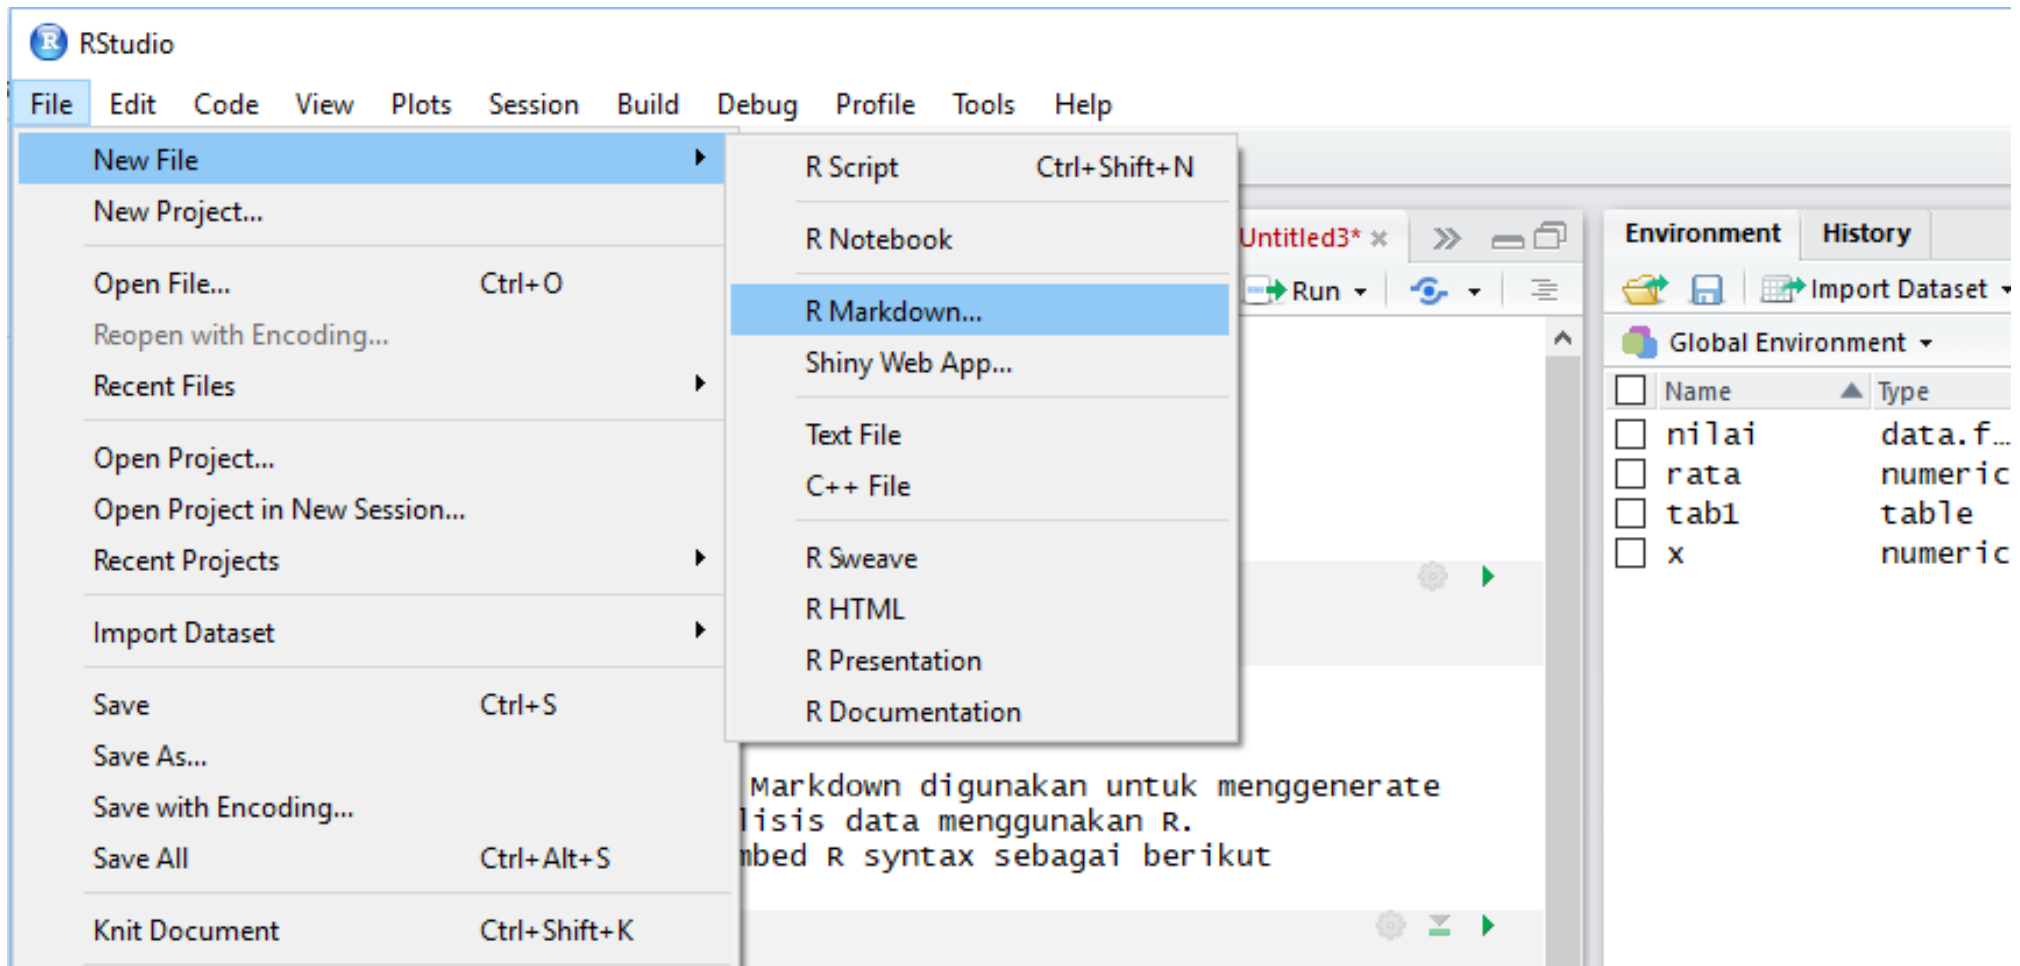 RStudio
File Edit Code View Plots Session Build Debug Profile Tools Help
New File
New Project...
Open File... Ctrl+O
Reopen with Encoding...
Recent Files
Open Project...
Open Project in New Session...
Recent Projects
Import Dataset
Save Ctrl+S
Save As...
Save with Encoding...
Save All Ctrl+Alt+S
Knit Document Ctrl+Shift+K
R Script Ctrl+Shift+N
R Notebook
R Markdown...
Shiny Web App...
Text File
C++ File
R Sweave
R HTML
R Presentation
R Documentation
Untitled3*
Run
Markdown digunakan untuk menggenerate
lisis data menggunakan R.
mbed R syntax sebagai berikut
Environment History
Import Dataset
Global Environment
Name Type
nilai data.f...
rata numeric
tab1 table
x numeric